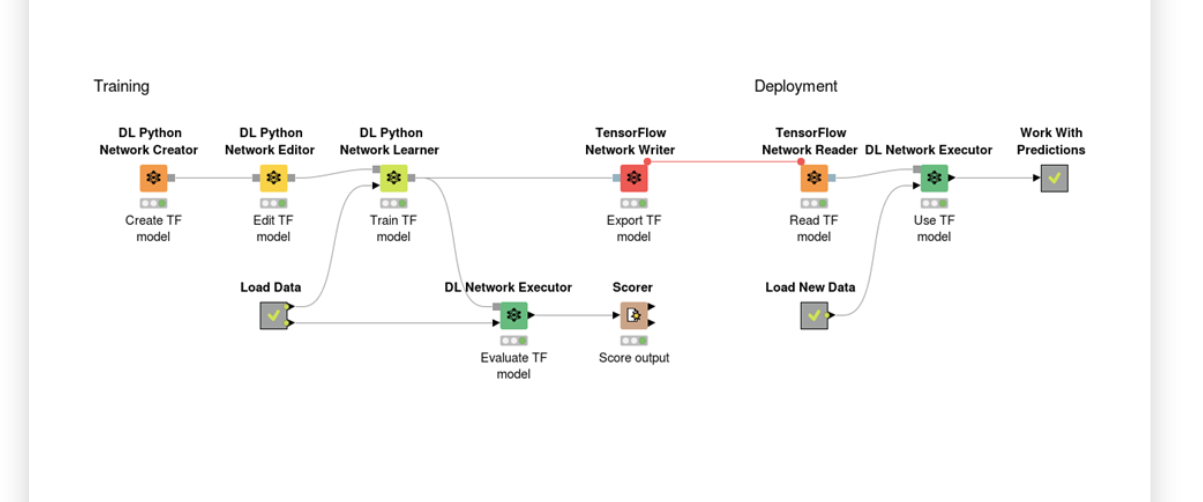 Training
Deployment
DL Python
Network Creator
DL Python
Network Editor
DL Python
Network Learner
TensorFlow
Network Writer
TensorFlow
Network Reader
DL Network Executor
Work With
Predictions
Create TF
model
Edit TF
model
Train TF
model
Export TF
model
Read TF
model
Use TF
model
Load Data
DL Network Executor
Scorer
Load New Data
Evaluate TF
model
Score output